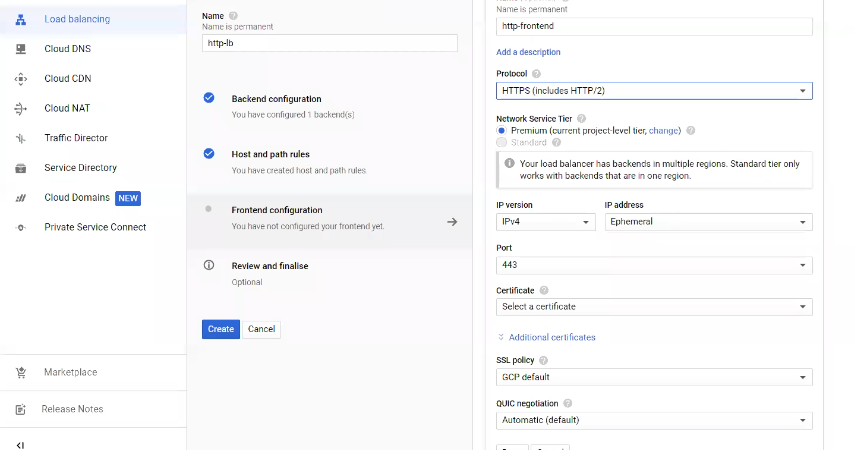 Load balancing
Cloud DNS
Cloud CDN
Cloud NAT
Traffic Director
Service Directory
Cloud Domains NEW
Private Service Connect
Marketplace
Release Notes
Name
Name is permanent
http-lb
Backend configuration
You have configured 1 backend(s)
Host and path rules
You have created host and path rules
Frontend configuration
You have not configured your frontend yet.
Review and finalise
Optional
Create Cancel
Name is permanent
http-frontend
Add a description
Protocol
HTTPS (includes HTTP/2)
Network Service Tier
Premium (current project-level tier, change)
Standard
Your load balancer has backends in multiple regions. Standard tier only
works with backends that are in one region.
IP version IP address
IPv4 Ephemeral
Port
443
Certificate
Select a certificate
Additional certificates
SSL policy
GCP default
QUIC negotiation
Automatic (default)